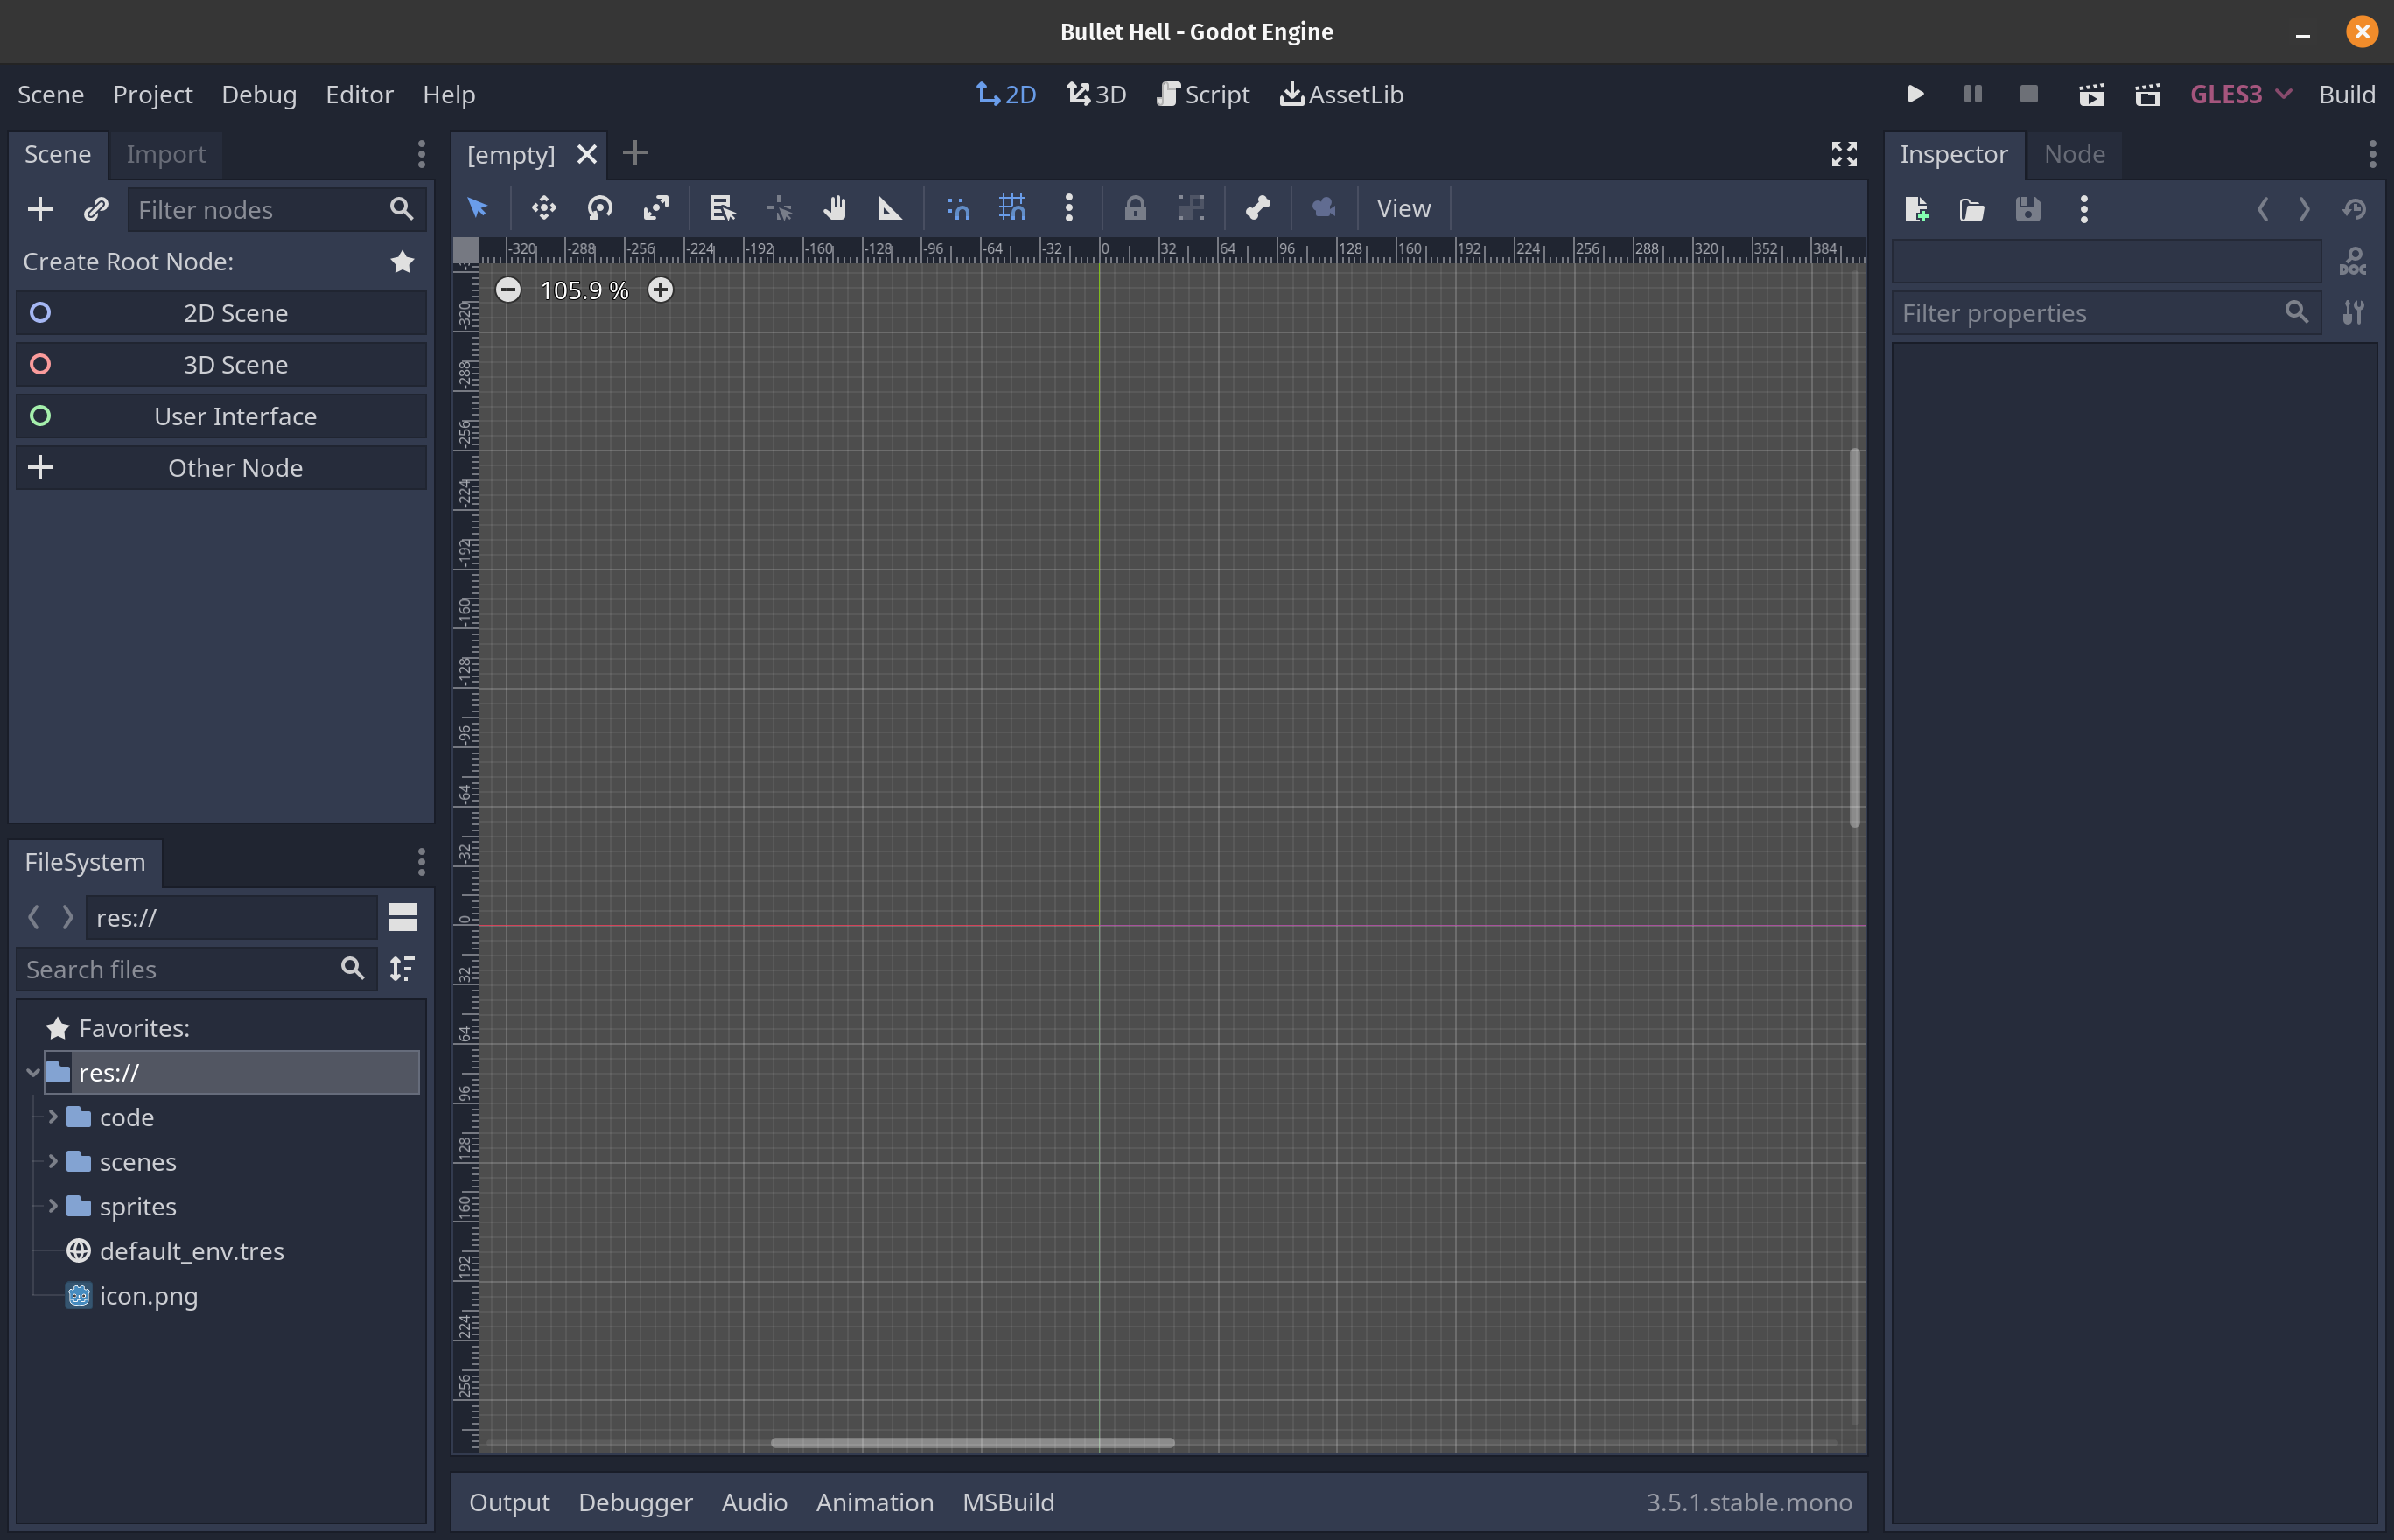 Bullet Hell - Godot Engine
Scene Project Debug Editor Help
2D 3D Script AssetLib
GLES3 Build
Scene Import
Filter nodes
Create Root Node:
2D Scene
3D Scene
User Interface
Other Node
[empty]
View
-320 -288 -256 -224 -192 -160 -128 -96 -64 -32 0 32 64 96 128 160 192 224 256 288 320 352 384
105.9 %
-320
-288
-256
-224
-192
-160
-128
-96
-64
-32
0
32
64
96
128
160
192
224
256
Inspector Node
DOC
Filter properties
FileSystem
res://
Search files
Favorites:
res://
code
scenes
sprites
default_env.tres
icon.png
Output Debugger Audio Animation MSBuild
3.5.1.stable.mono